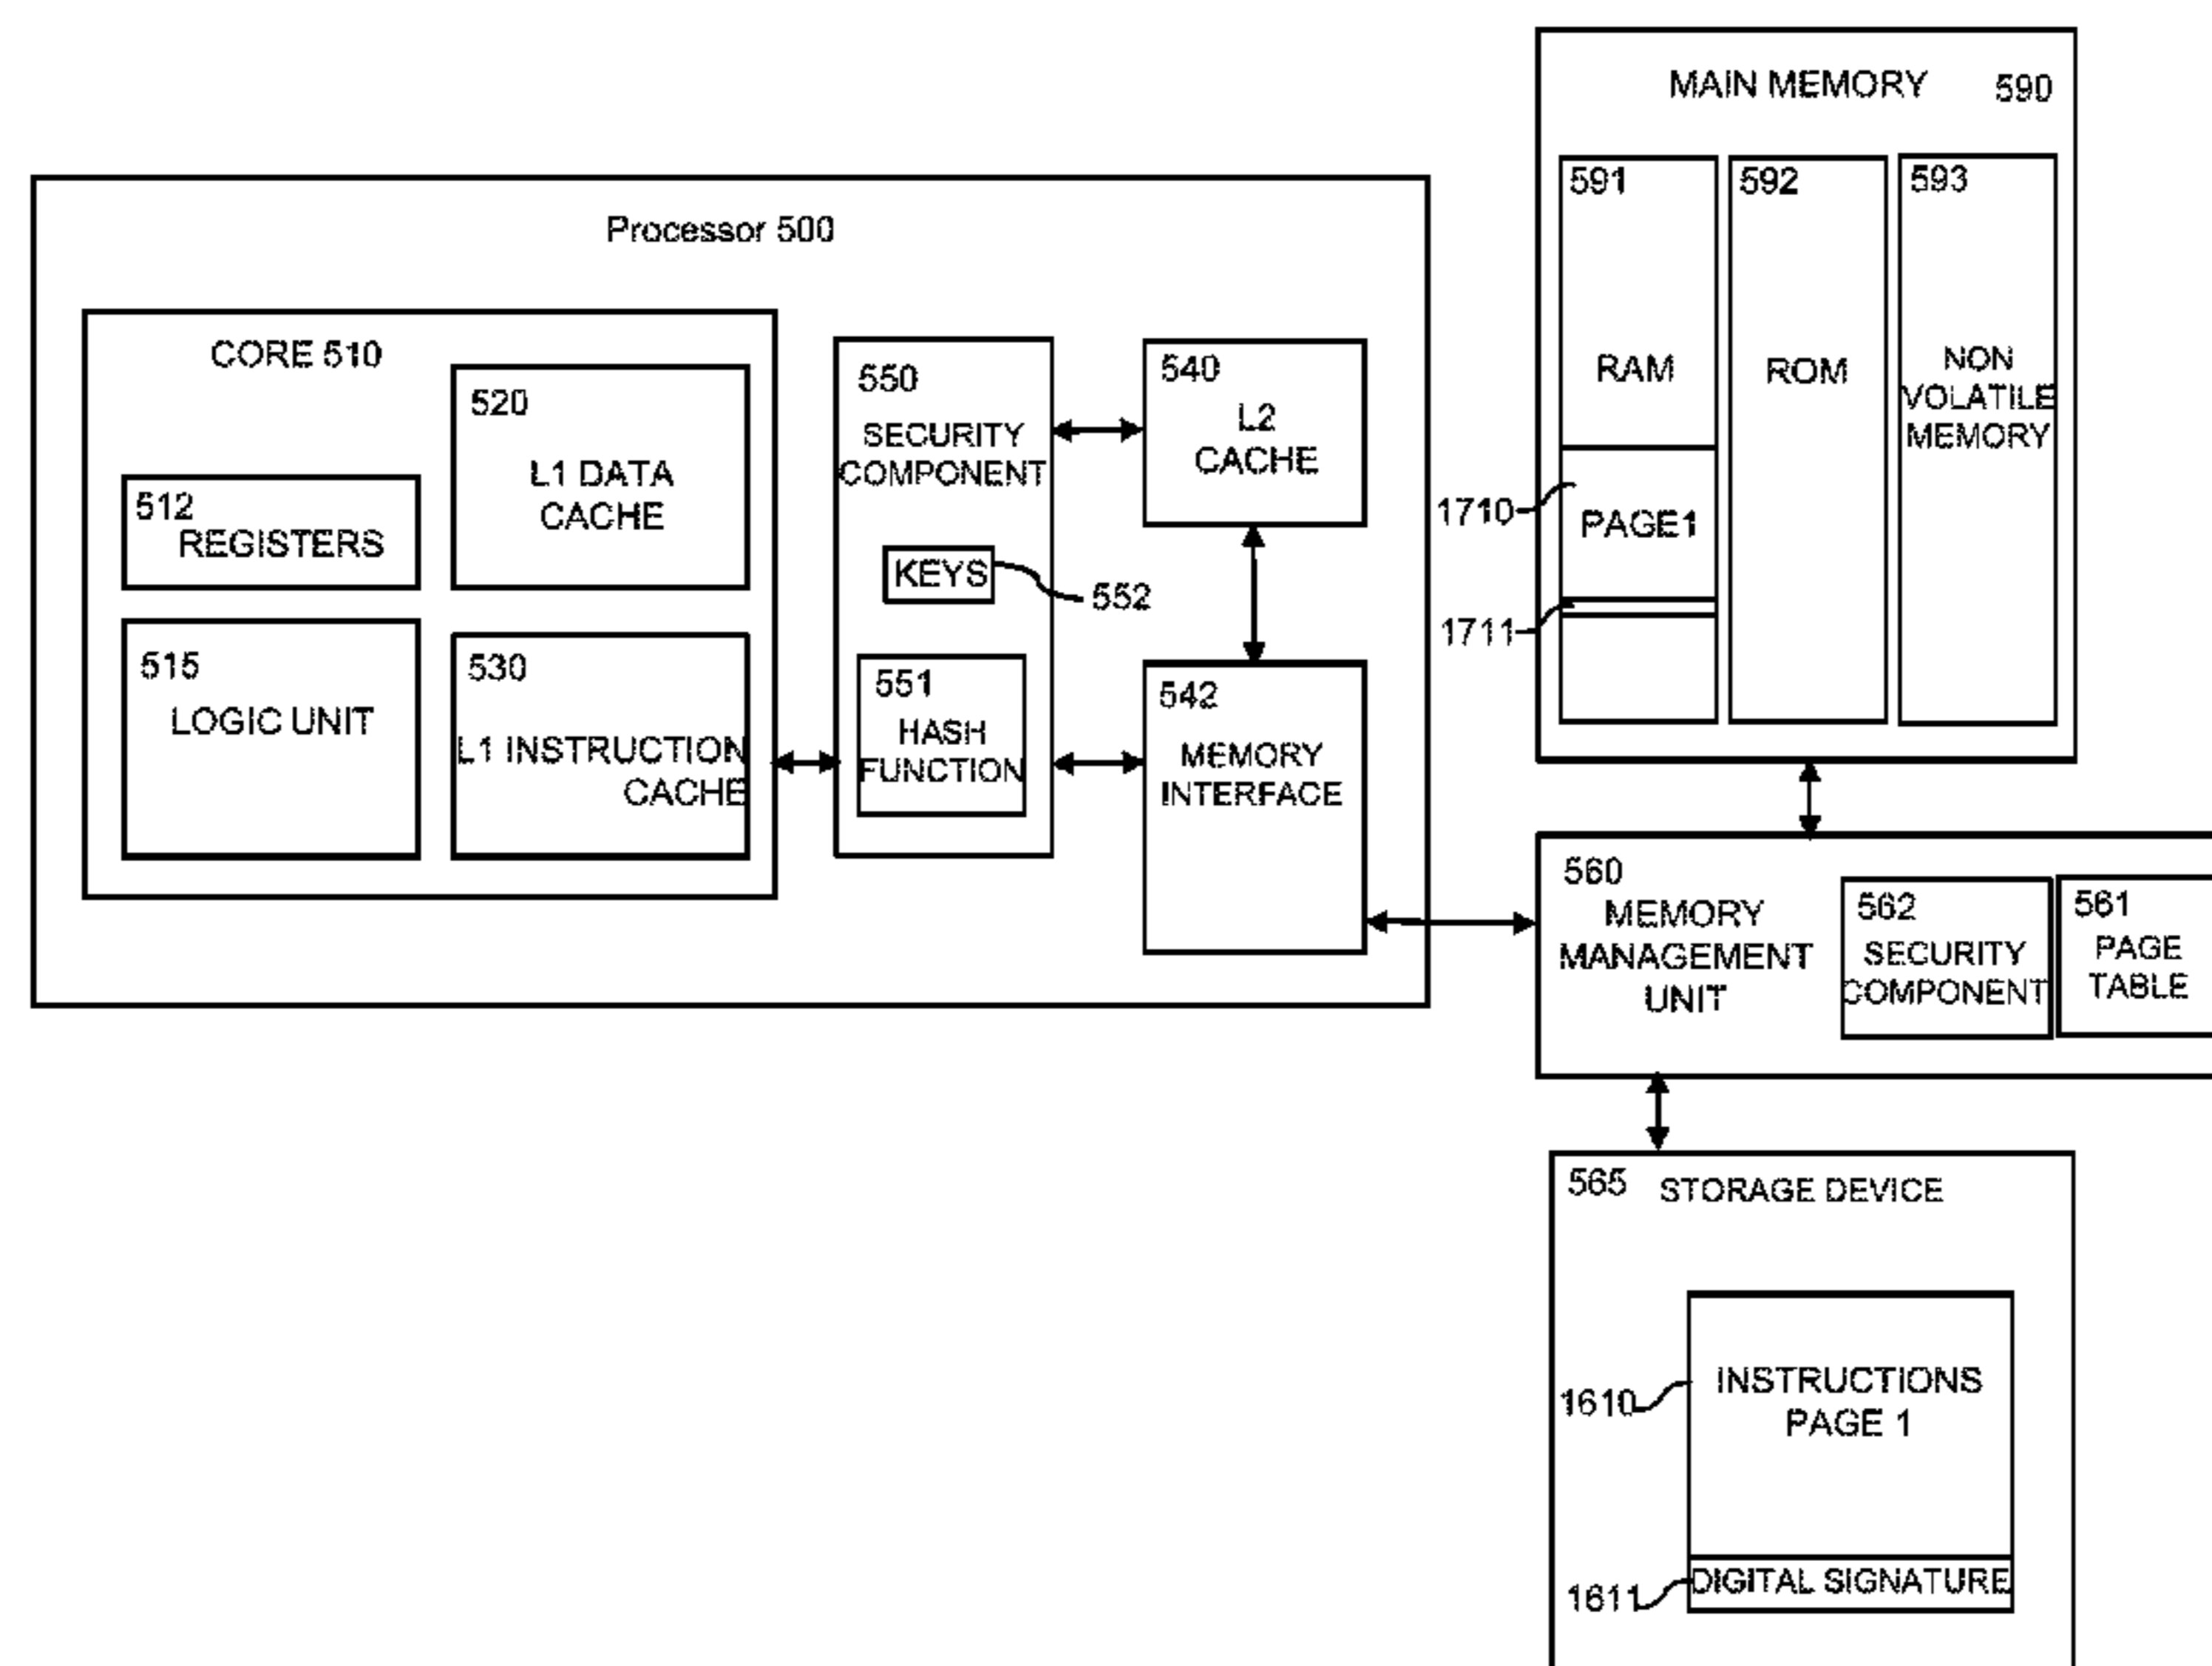 Processor 500
CORE 510
512
REGISTERS
520
L1 DATA
CACHE
515
LOGIC UNIT
530
L1 INSTRUCTION
CACHE
550
SECURITY
COMPONENT
KEYS
552
551
HASH
FUNCTION
540
L2
CACHE
542
MEMORY
INTERFACE
MAIN MEMORY 590
591
RAM
1710
PAGE1
1711
592
ROM
593
NON
VOLATILE
MEMORY
560
MEMORY
MANAGEMENT
UNIT
562
SECURITY
COMPONENT
561
PAGE
TABLE
565 STORAGE DEVICE
1610
INSTRUCTIONS
PAGE 1
1611
DIGITAL SIGNATURE